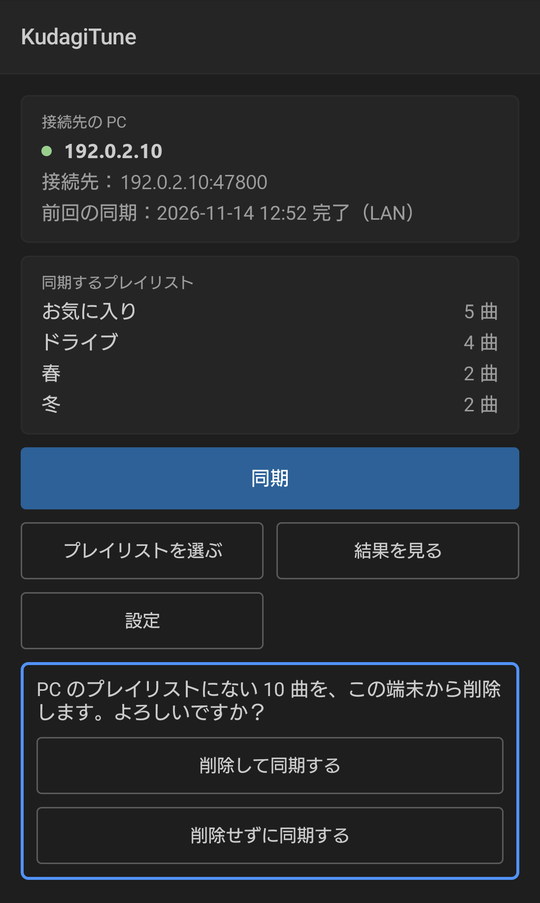 KudagiTune
接続先の PC
192.0.2.10
接続先：192.0.2.10:47800
前回の同期：2026-11-14 12:52 完了（LAN）
同期するプレイリスト
お気に入り 5 曲
ドライブ 4 曲
春 2 曲
冬 2 曲
同期
プレイリストを選ぶ 結果を見る
設定
PC のプレイリストにない 10 曲を、この端末から削除
します。よろしいですか？
削除して同期する
削除せずに同期する